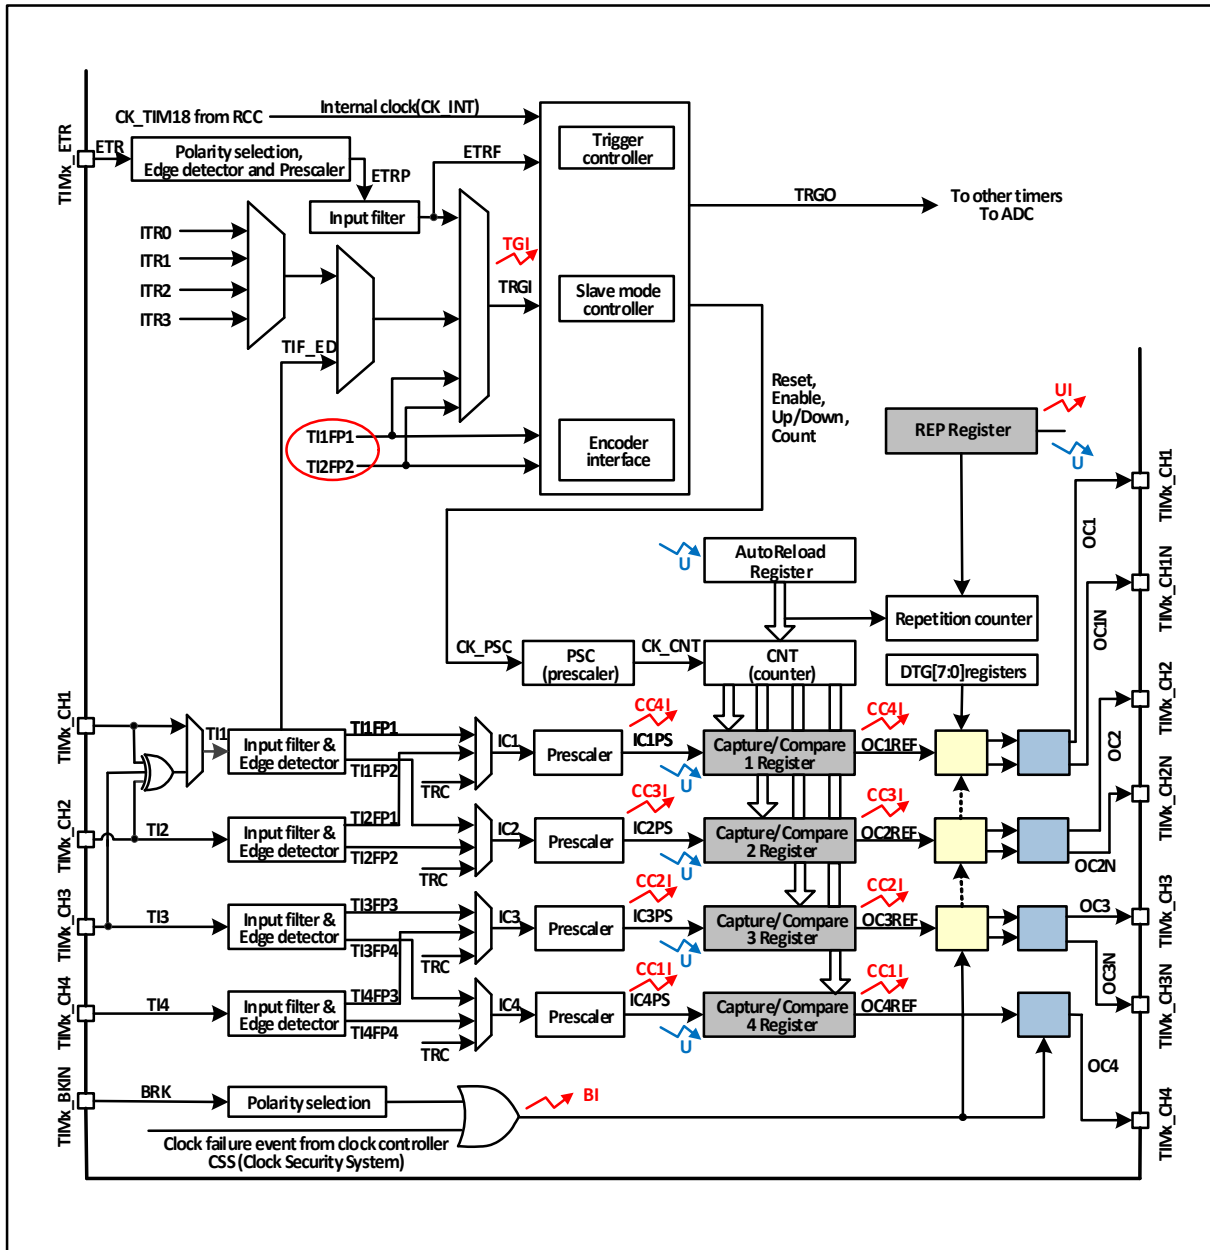 CK_TIM18 from RCC
Internal clock(CK_INT)
TIMx_ETR
ETR
Polarity selection,
Edge detector and Prescaler
ETRP
Input filter
ETRF
Trigger
controller
TRGO
To other timers
To ADC
ITR0
ITR1
ITR2
ITR3
TGI
TRGI
Slave mode
controller
TIF_ED
TI1FP1
TI2FP2
Encoder
interface
Reset,
Enable,
Up/Down,
Count
UI
REP Register
U
U
AutoReload
Register
Repetition counter
CK_PSC
PSC
(prescaler)
CK_CNT
CNT
(counter)
DTG[7:0]registers
TIMx_CH1
TI1
Input filter &
Edge detector
TI1FP1
TI1FP2
TRC
IC1
Prescaler
CC4I
IC1PS
U
Capture/Compare
1 Register
CC4I
OC1REF
OC1
TIMx_CH1
OC1N
TIMx_CH1N
TIMx_CH2
TI2
Input filter &
Edge detector
TI2FP1
TI2FP2
TRC
IC2
Prescaler
CC3I
IC2PS
U
Capture/Compare
2 Register
CC3I
OC2REF
OC2
TIMx_CH2
OC2N
TIMx_CH2N
TIMx_CH3
TI3
Input filter &
Edge detector
TI3FP3
TI3FP4
TRC
IC3
Prescaler
CC2I
IC3PS
U
Capture/Compare
3 Register
CC2I
OC3REF
OC3
TIMx_CH3
OC3N
TIMx_CH3N
TIMx_CH4
TI4
Input filter &
Edge detector
TI4FP3
TI4FP4
TRC
IC4
Prescaler
CC1I
IC4PS
U
Capture/Compare
4 Register
CC1I
OC4REF
OC4
TIMx_CH4
TIMx_BKIN
BRK
Polarity selection
BI
Clock failure event from clock controller
CSS (Clock Security System)